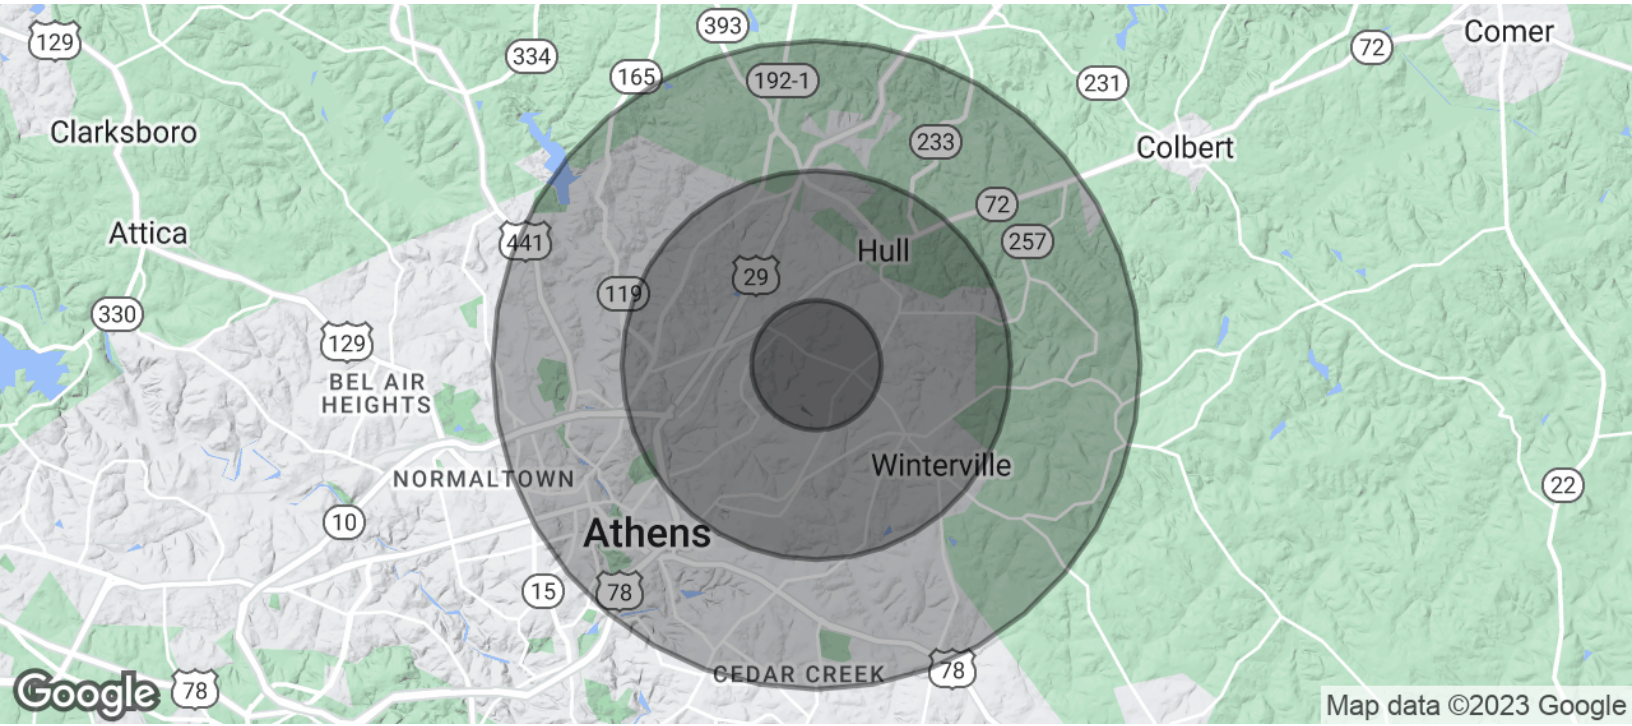 393
129
334
165
192-1
231
72
Comer
Clarksboro
233
Colbert
Attica
441
72
257
Hull
29
119
330
129
BEL AIR
HEIGHTS
NORMALTOWN
Winterville
10
22
Athens
15
78
CEDAR CREEK
78
Google
78
Map data ©2023 Google